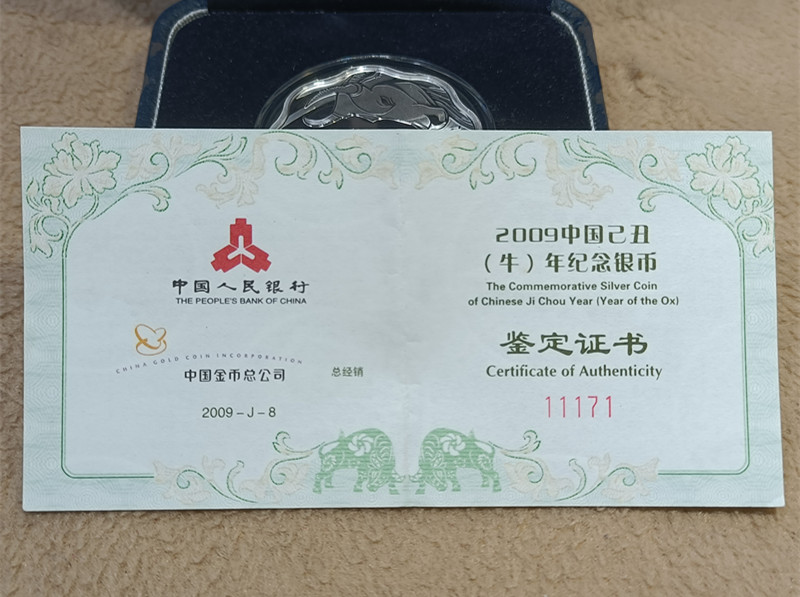 中国人民银行
THE PEOPLE'S BANK OF CHINA
CHINA GOLD COIN INCORPORATION
中国金币总公司
总经销
2009-J-8
2009中国己丑
（牛）年纪念银币
The Commemorative Silver Coin
of Chinese Ji Chou Year (Year of the Ox)
鉴定证书
Certificate of Authenticity
11171